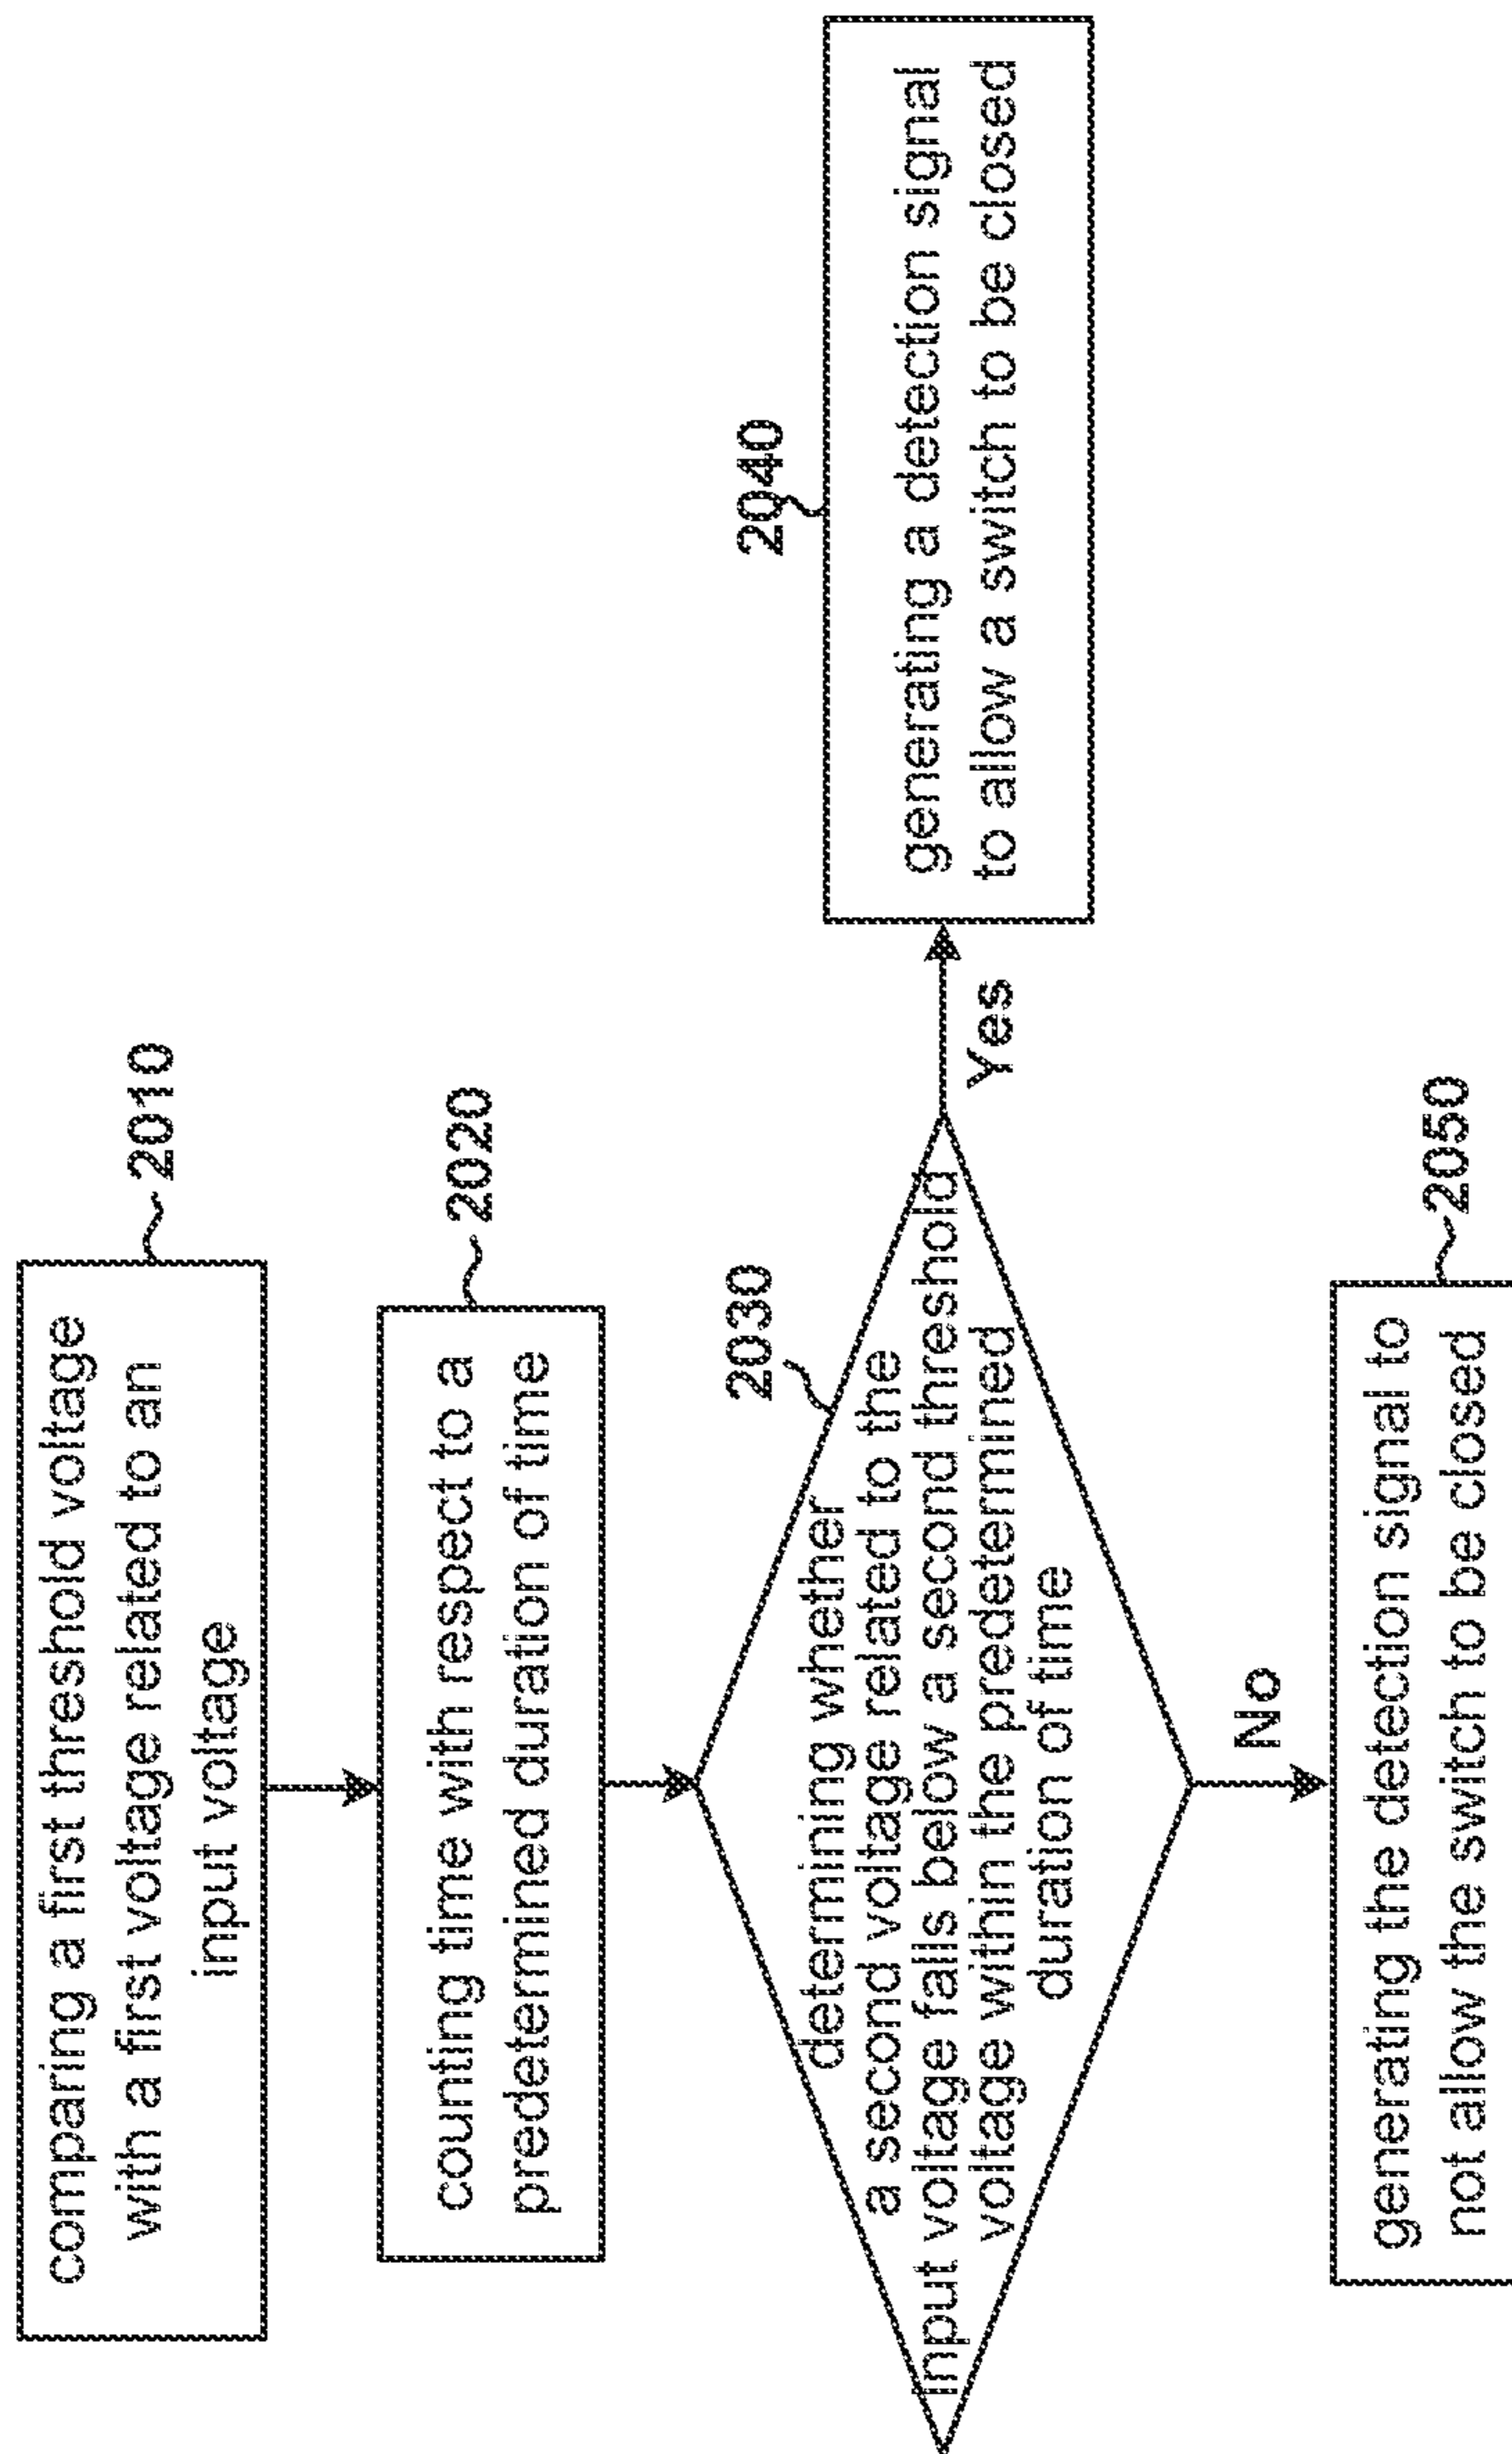 comparing a first threshold voltage
with a first voltage related to an
input voltage
2010
counting time with respect to a
predetermined duration of time
2020
determining whether
a second voltage related to the
input voltage falls below a second threshold
voltage within the predetermined
duration of time
2030
Yes
generating a detection signal
to allow a switch to be closed
2040
No
generating the detection signal to
not allow the switch to be closed
2050